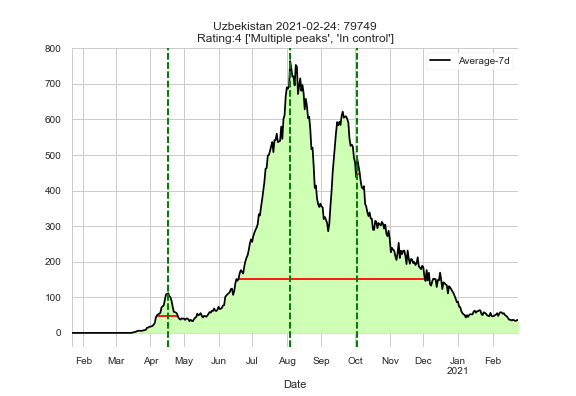 Uzbekistan 2021-02-24: 79749
Rating:4 ['Multiple peaks', 'In control']
Average-7d
800
700
600
500
400
300
200
100
0
Feb Mar Apr May Jun Jul Aug Sep Oct Nov Dec Jan Feb
2021
Date